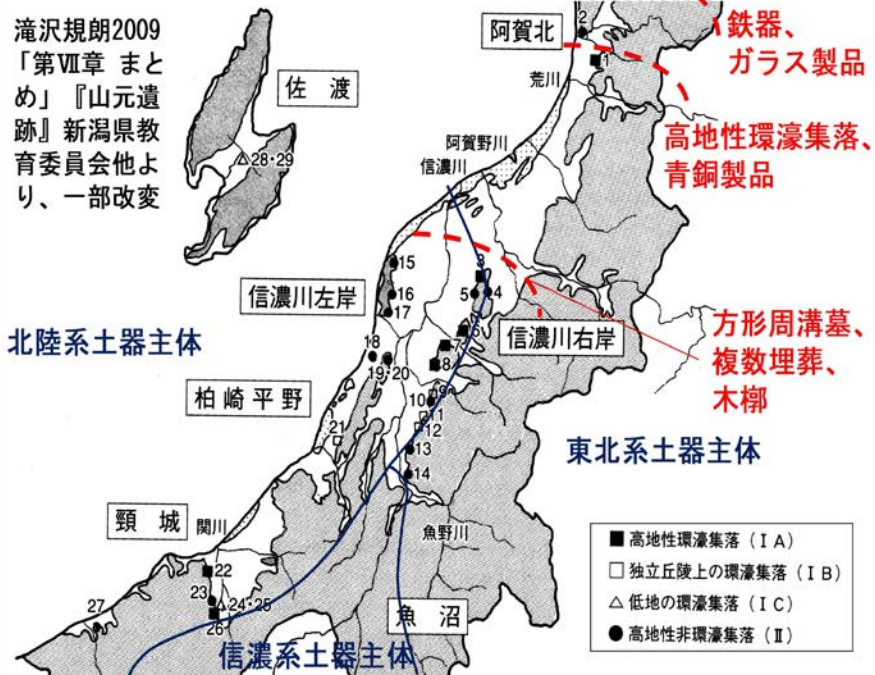 滝沢規朗2009
「第Ⅶ章 まと
め」『山元遺
跡』新潟県教
育委員会他よ
り、一部改変
佐 渡
28・29
阿賀北
2
1
荒川
鉄器、
ガラス製品
高地性環濠集落、
青銅製品
阿賀野川
信濃川
信濃川左岸
15
16
17
3
5
4
6
7
8
信濃川右岸
方形周溝墓、
複数埋葬、
木槨
北陸系土器主体
18
19・20
柏崎平野
9
10
11
12
13
14
21
東北系土器主体
頸 城
関川
魚野川
22
23
24・25
26
27
魚 沼
信濃系土器主体
■ 高地性環濠集落（ⅠA）
□ 独立丘陵上の環濠集落（ⅠB）
△ 低地の環濠集落（ⅠC）
● 高地性非環濠集落（Ⅱ）